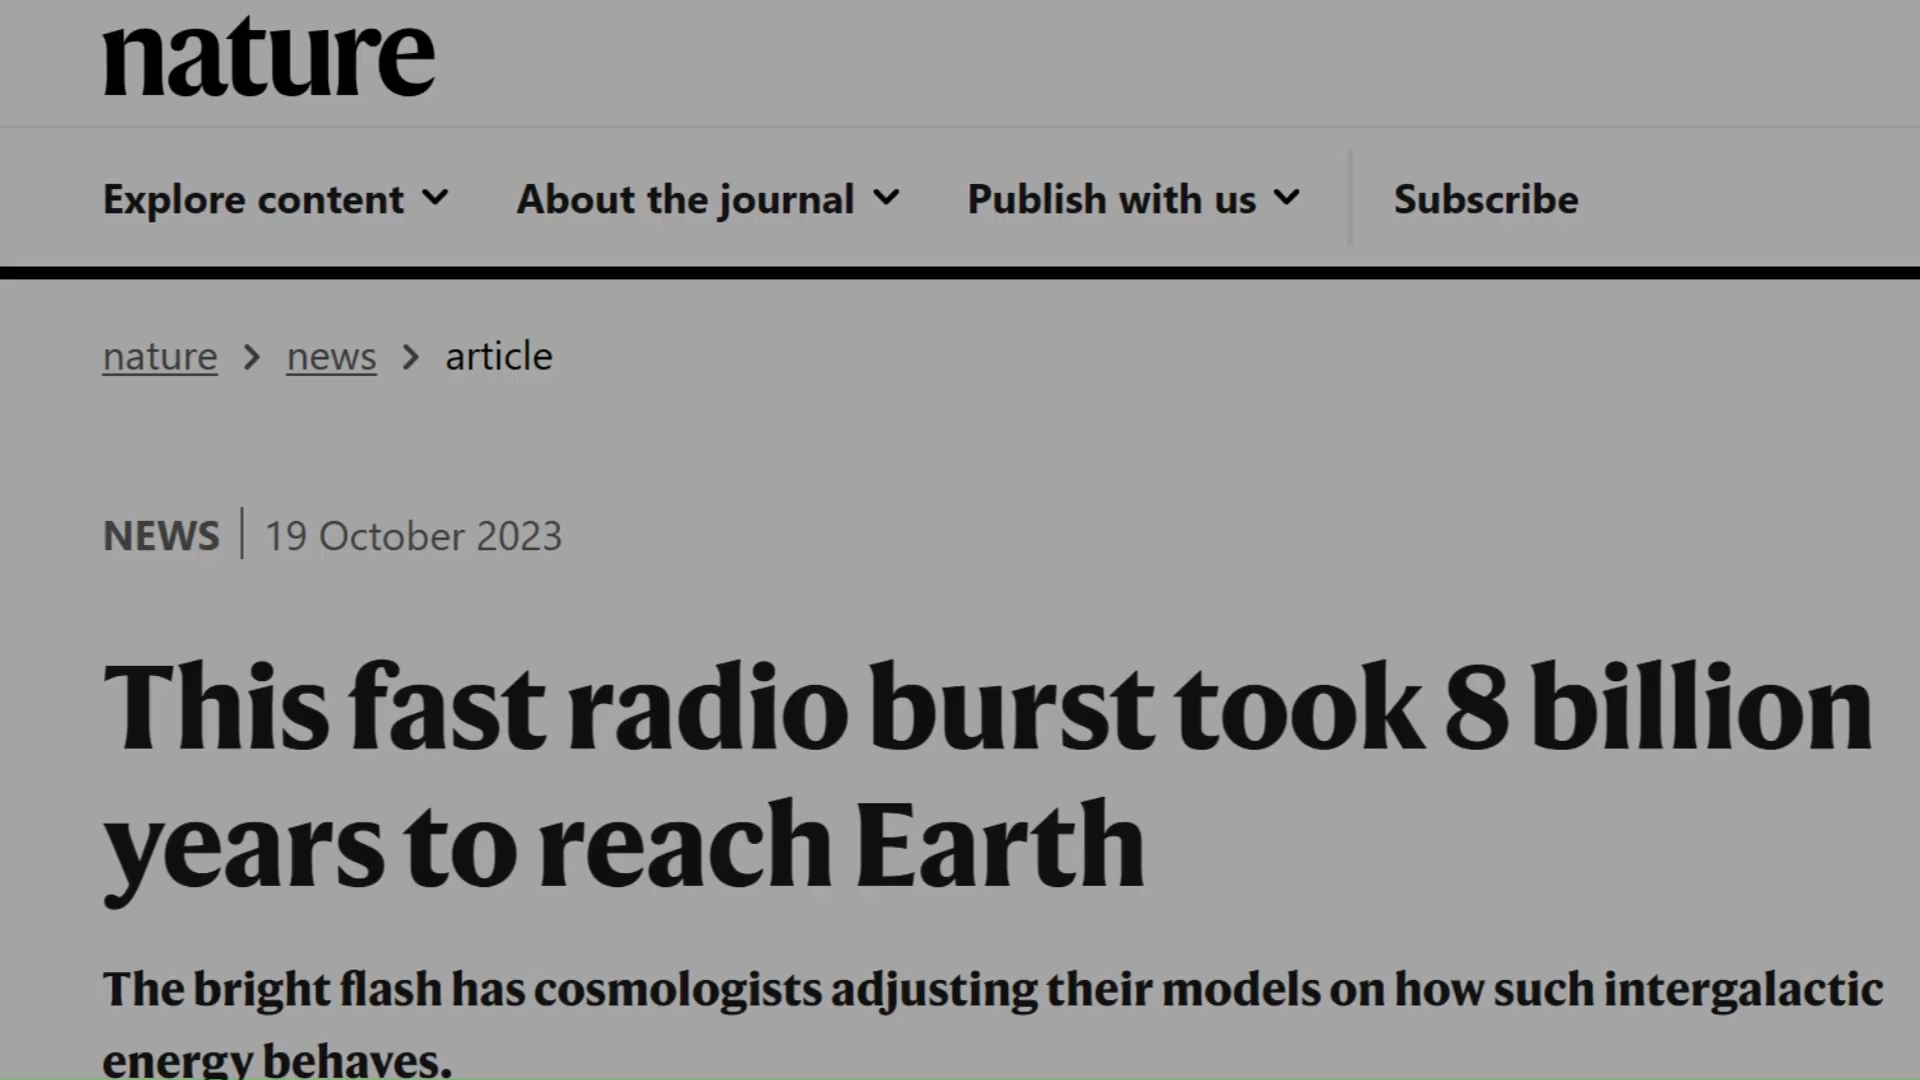 nature
Explore content About the journal Publish with us Subscribe
nature > news > article
NEWS | 19 October 2023
This fast radio burst took 8 billion
years to reach Earth
The bright flash has cosmologists adjusting their models on how such intergalactic
energy behaves.